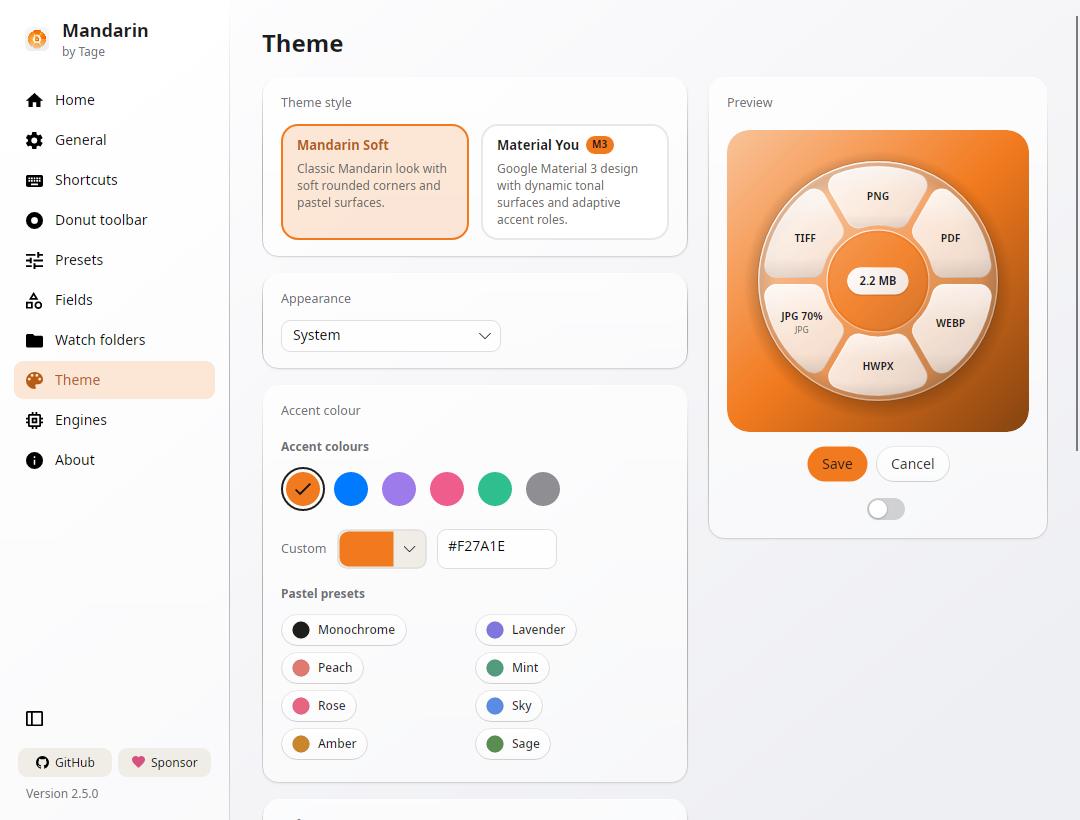 Mandarin
by Tage
Home
General
Shortcuts
Donut toolbar
Presets
Fields
Watch folders
Theme
Engines
About
GitHub
Sponsor
Version 2.5.0
Theme
Theme style
Mandarin Soft
Classic Mandarin look with
soft rounded corners and
pastel surfaces.
Material You M3
Google Material 3 design
with dynamic tonal
surfaces and adaptive
accent roles.
Appearance
System
Accent colour
Accent colours
Custom
#F27A1E
Pastel presets
Monochrome
Lavender
Peach
Mint
Rose
Sky
Amber
Sage
Preview
PNG
TIFF
PDF
2.2 MB
JPG 70%
JPG
WEBP
HWPX
Save
Cancel